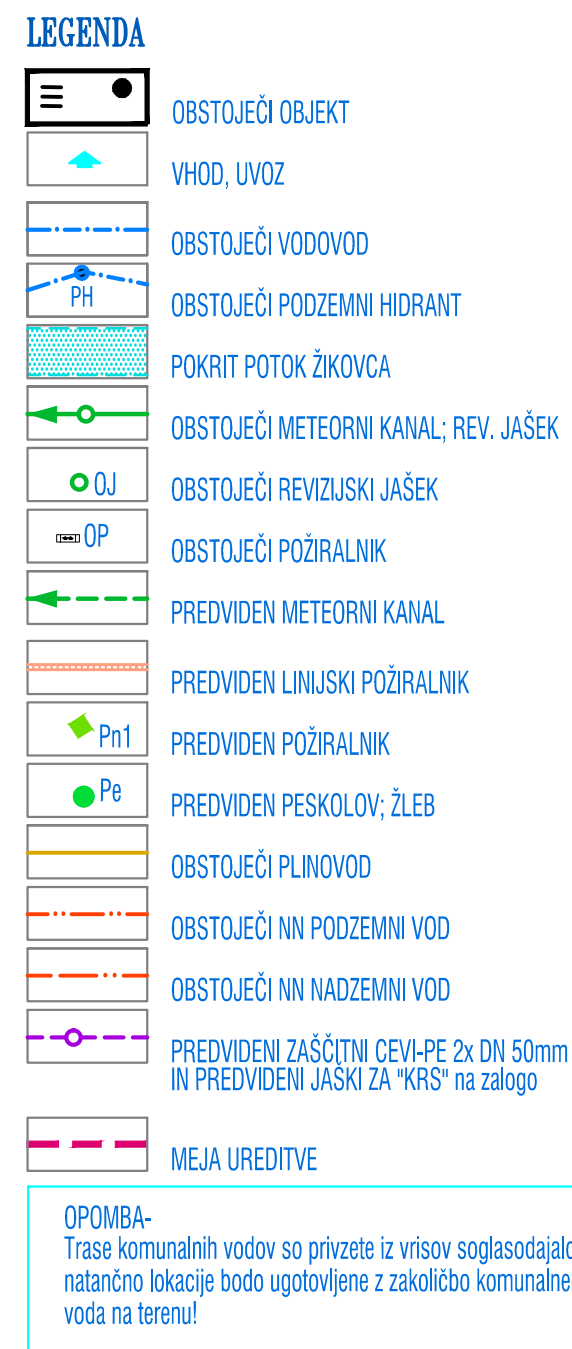 LEGENDA
OBSTOJEČI OBJEKT
VHOD, UVOZ
OBSTOJEČI VODOVOD
PH
OBSTOJEČI PODZEMNI HIDRANT
POKRIT POTOK ŽIKOVCA
OBSTOJEČI METEORNI KANAL; REV. JAŠEK
OJ
OBSTOJEČI REVIZIJSKI JAŠEK
OP
OBSTOJEČI POŽIRALNIK
PREDVIDEN METEORNI KANAL
PREDVIDEN LINIJSKI POŽIRALNIK
Pn1
PREDVIDEN POŽIRALNIK
Pe
PREDVIDEN PESKOLOV; ŽLEB
OBSTOJEČI PLINOVOD
OBSTOJEČI NN PODZEMNI VOD
OBSTOJEČI NN NADZEMNI VOD
PREDVIDENI ZAŠČITNI CEVI-PE 2x DN 50mm
IN PREDVIDENI JAŠKI ZA "KRS" na zalogo
MEJA UREDITVE
OPOMBA-
Trase komunalnih vodov so privzete iz vrisov
natančno lokacije bodo ugotovljene z zakoličbo komunalne
voda na terenu!